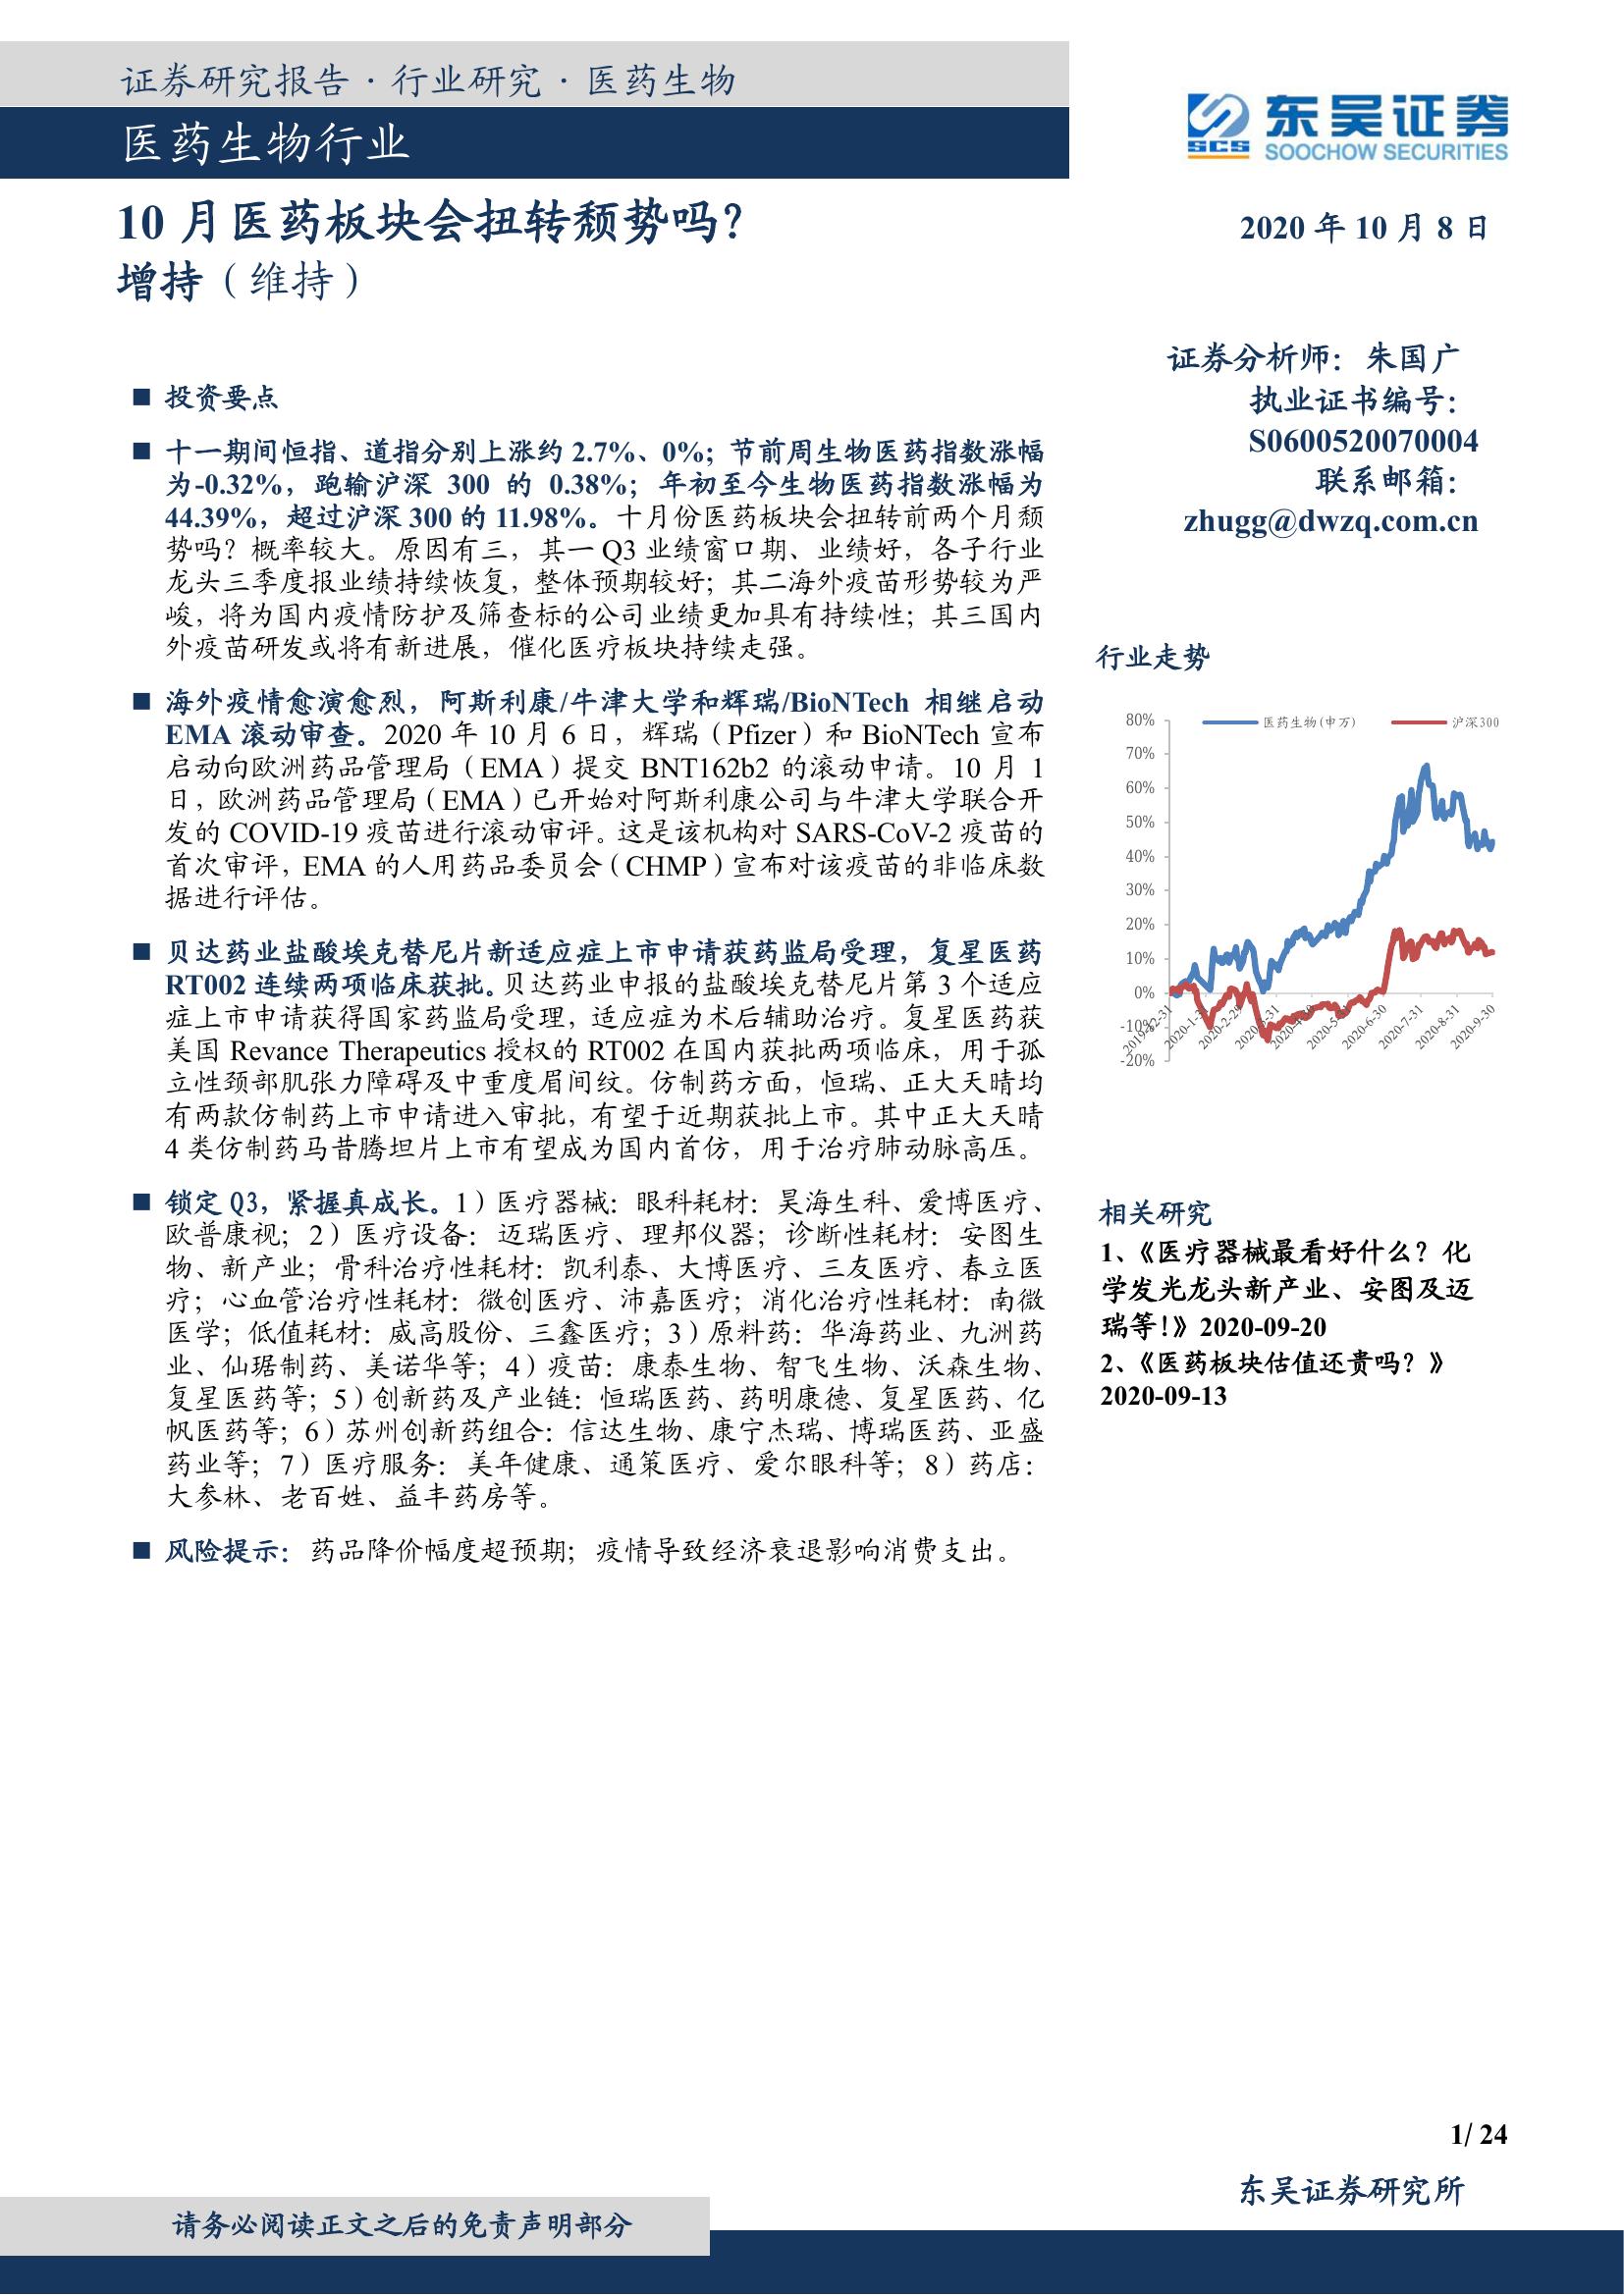 证券研究报告·行业研究·医药生物
医药生物行业
东吴证券
SCS
SOOCHOW SECURITIES
10 月医药板块会扭转颓势吗？
增持（维持）
2020 年 10 月 8 日
证券分析师： 朱国广
执业证书编号：
S0600520070004
联系邮箱：
zhugg@dwzq.com.cn
■ 投资要点
■ 十一期间恒指、道指分别上涨约 2.7%、0%；节前周生物医药指数涨幅
为-0.32%，跑输沪深 300 的 0.38%；年初至今生物医药指数涨幅为
44.39%，超过沪深 300 的 11.98%。十月份医药板块会扭转前两个月颓
势吗？概率较大。原因有三，其一 Q3 业绩窗口期、业绩好，各子行业
龙头三季度报业绩持续恢复，整体预期较好；其二海外疫苗形势较为严
峻，将为国内疫情防护及筛查标的公司业绩更加具有持续性；其三国内
外疫苗研发或将有新进展，催化医疗板块持续走强。
■ 海外疫情愈演愈烈，阿斯利康/牛津大学和辉瑞/BioNTech 相继启动
EMA 滚动审查。2020 年 10 月 6 日，辉瑞（Pfizer）和 BioNTech 宣布
启动向欧洲药品管理局（EMA）提交 BNT162b2 的滚动申请。10 月 1
日，欧洲药品管理局（EMA）已开始对阿斯利康公司与牛津大学联合开
发的 COVID-19 疫苗进行滚动审评。这是该机构对 SARS-CoV-2 疫苗的
首次审评，EMA 的人用药品委员会（CHMP）宣布对该疫苗的非临床数
据进行评估。
■ 贝达药业盐酸埃克替尼片新适应症上市申请获药监局受理，复星医药
RT002 连续两项临床获批。贝达药业申报的盐酸埃克替尼片第 3 个适应
症上市申请获得国家药监局受理，适应症为术后辅助治疗。复星医药获
美国 Revance Therapeutics 授权的 RT002 在国内获批两项临床，用于孤
立性颈部肌张力障碍及中重度眉间纹。仿制药方面，恒瑞、正大天晴均
有两款仿制药上市申请进入审批，有望于近期获批上市。其中正大天晴
4 类仿制药马昔腾坦片上市有望成为国内首仿，用于治疗肺动脉高压。
■ 锁定 Q3，紧握真成长。1）医疗器械：眼科耗材：昊海生科、爱博医疗、
欧普康视；2）医疗设备：迈瑞医疗、理邦仪器；诊断性耗材：安图生
物、新产业；骨科治疗性耗材：凯利泰、大博医疗、三友医疗、春立医
疗；心血管治疗性耗材：微创医疗、沛嘉医疗；消化治疗性耗材：南微
医学；低值耗材：威高股份、三鑫医疗；3）原料药：华海药业、九洲药
业、仙琚制药、美诺华等；4）疫苗：康泰生物、智飞生物、沃森生物、
复星医药等；5）创新药及产业链：恒瑞医药、药明康德、复星医药、亿
帆医药等；6）苏州创新药组合：信达生物、康宁杰瑞、博瑞医药、亚盛
药业等；7）医疗服务：美年健康、通策医疗、爱尔眼科等；8）药店：
大参林、老百姓、益丰药房等。
■ 风险提示：药品降价幅度超预期；疫情导致经济衰退影响消费支出。
行业走势
医药生物(申万)
沪深300
80%
70%
60%
50%
40%
30%
20%
10%
0%
-10%
-20%
2019-12-31
2020-2-29
2020-6-30
2020-7-31
2020-8-31
2020-9-30
相关研究
1、《医疗器械最看好什么？化
学发光龙头新产业、安图及迈
瑞等！》2020-09-20
2、《医药板块估值还贵吗？》
2020-09-13
1/ 24
东吴证券研究所
请务必阅读正文之后的免责声明部分